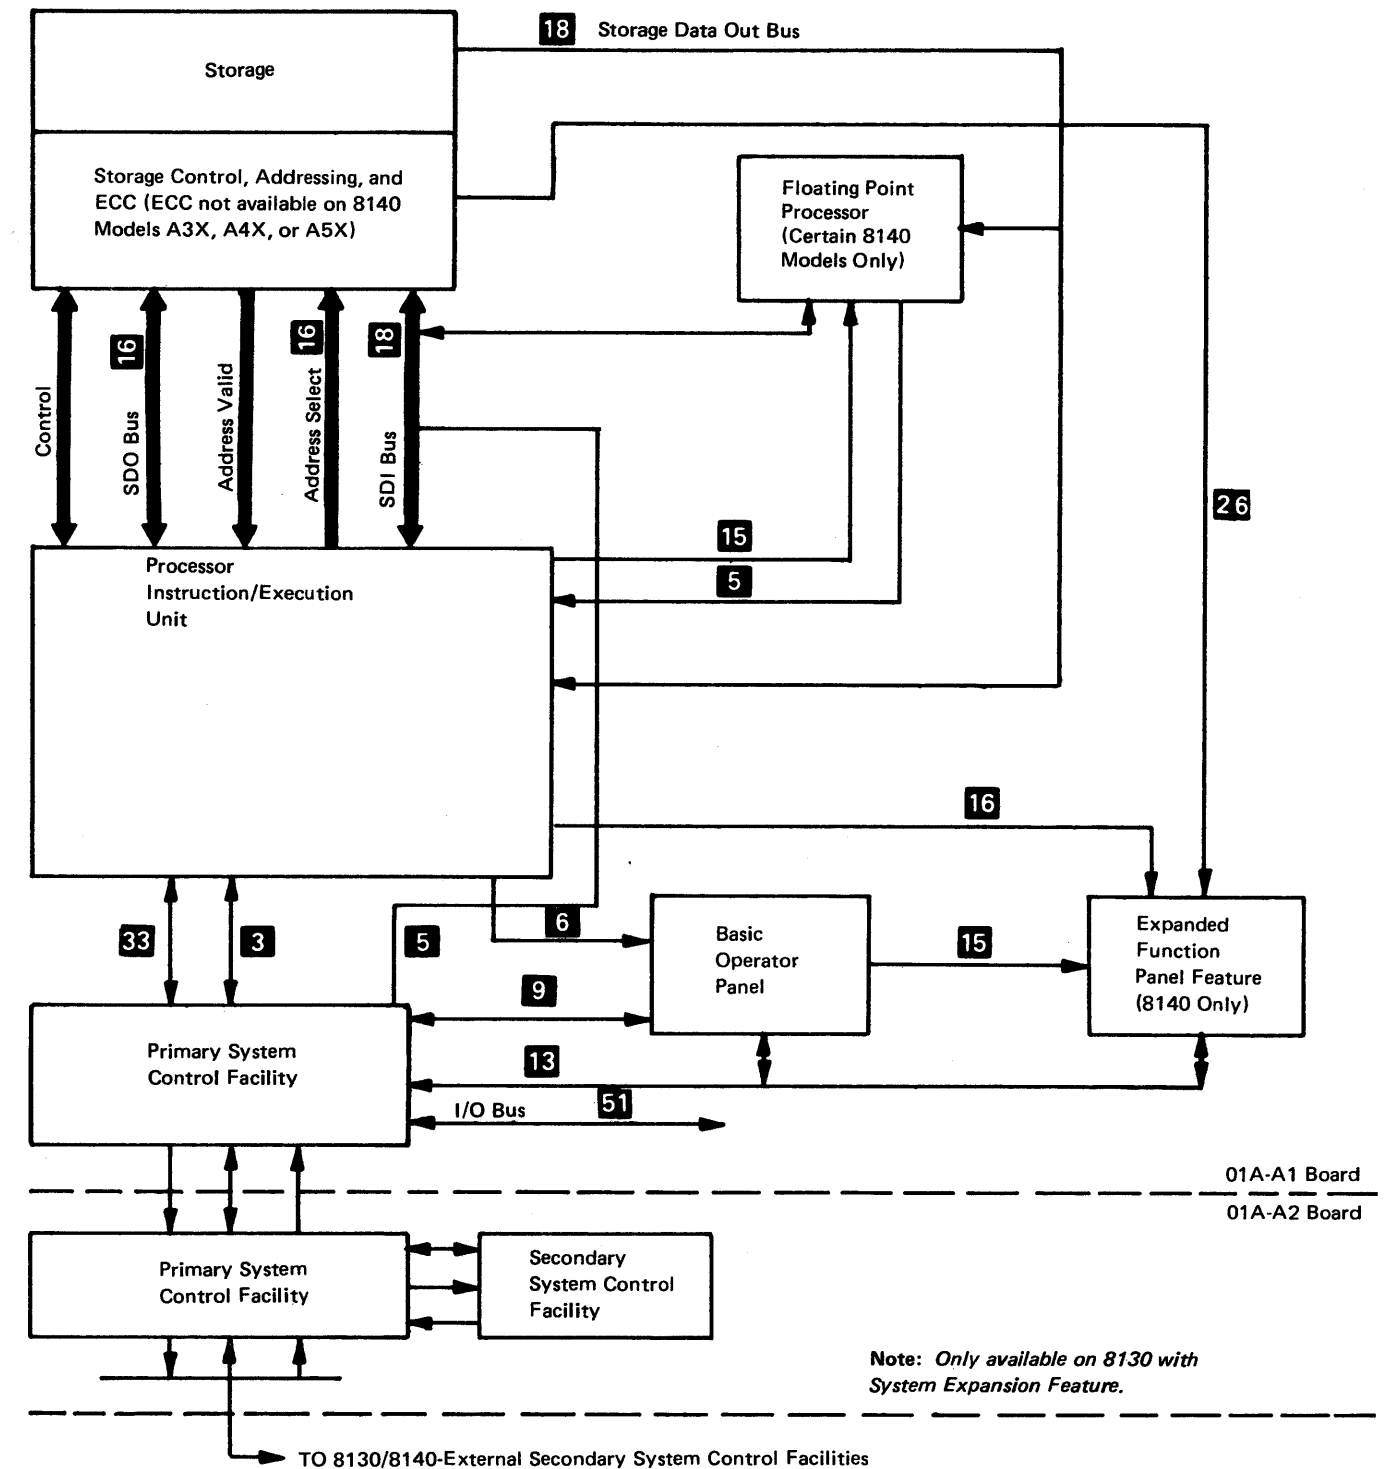 18 Storage Data Out Bus
Storage
Storage Control, Addressing, and
ECC (ECC not available on 8140
Models A3X, A4X, or A5X)
Floating Point
Processor
(Certain 8140
Models Only)
Control
16
SDO Bus
Address Valid
16
Address Select
18
SDI Bus
26
15
5
Processor
Instruction/Execution
Unit
16
33
3
5
6
Basic
Operator
Panel
15
Expanded
Function
Panel Feature
(8140 Only)
9
13
Primary System
Control Facility
I/O Bus
51
01A-A1 Board
01A-A2 Board
Primary System
Control Facility
Secondary
System Control
Facility
Note: Only available on 8130 with
System Expansion Feature.
TO 8130/8140-External Secondary System Control Facilities